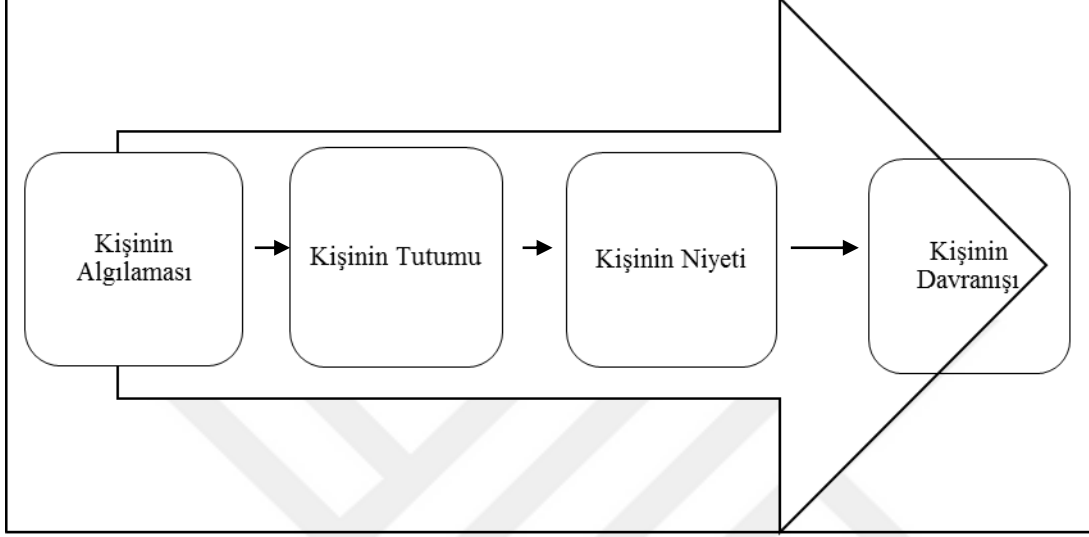 Kişinin
Algılaması
Kişinin Tutumu
Kişinin Niyeti
Kişinin
Davranışı